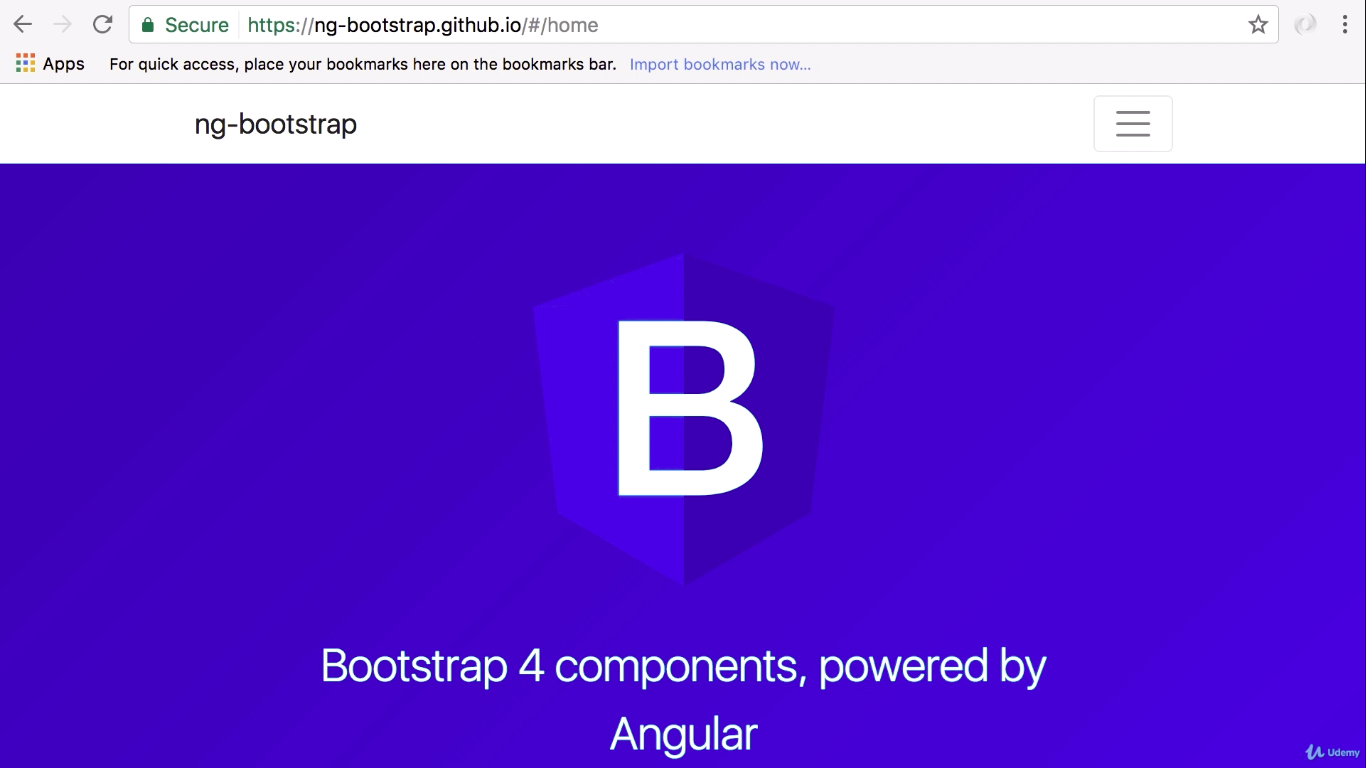 Secure https://ng-bootstrap.github.io/#/home
Apps For quick access, place your bookmarks here on the bookmarks bar. Import bookmarks now...
ng-bootstrap
B
Bootstrap 4 components, powered by
Angular
Udemy